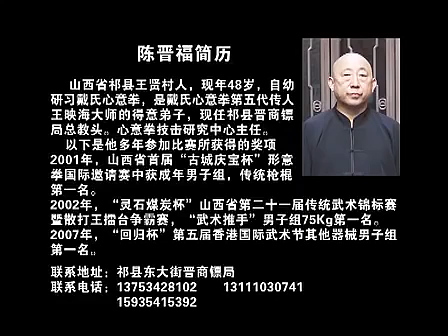 陈晋福简历
山西省祁县王贤村人，现年48岁，自幼
研习戴氏心意拳，是戴氏心意拳第五代传人
王映海大师的得意弟子，现任祁县晋商镖
局总教头。心意拳技击研究中心主任。
以下是他多年参加比赛所获得的奖项
2001年，山西省首届“古城庆宝杯”形意
拳国际邀请赛中获成年男子组，传统枪棍
第一名。
2002年，“灵石煤炭杯”山西省第二十一届传统武术锦标赛
暨散打王擂台争霸赛，“武术推手”男子组75Kg第一名。
2007年，“回归杯”第五届香港国际武术节其他器械男子组
第一名。
联系地址：祁县东大街晋商镖局
联系电话：13753428102 13111030741
15935415392